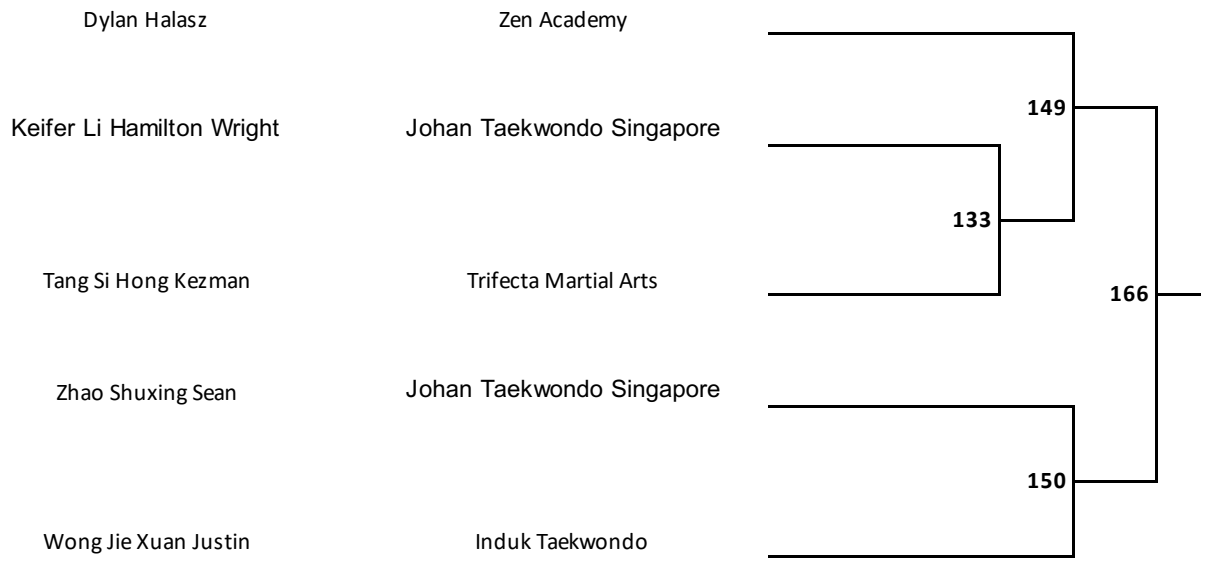 Dylan Halasz Zen Academy
149
Keifer Li Hamilton Wright Johan Taekwondo Singapore
133
Tang Si Hong Kezman Trifecta Martial Arts
166
Zhao Shuxing Sean Johan Taekwondo Singapore
150
Wong Jie Xuan Justin Induk Taekwondo